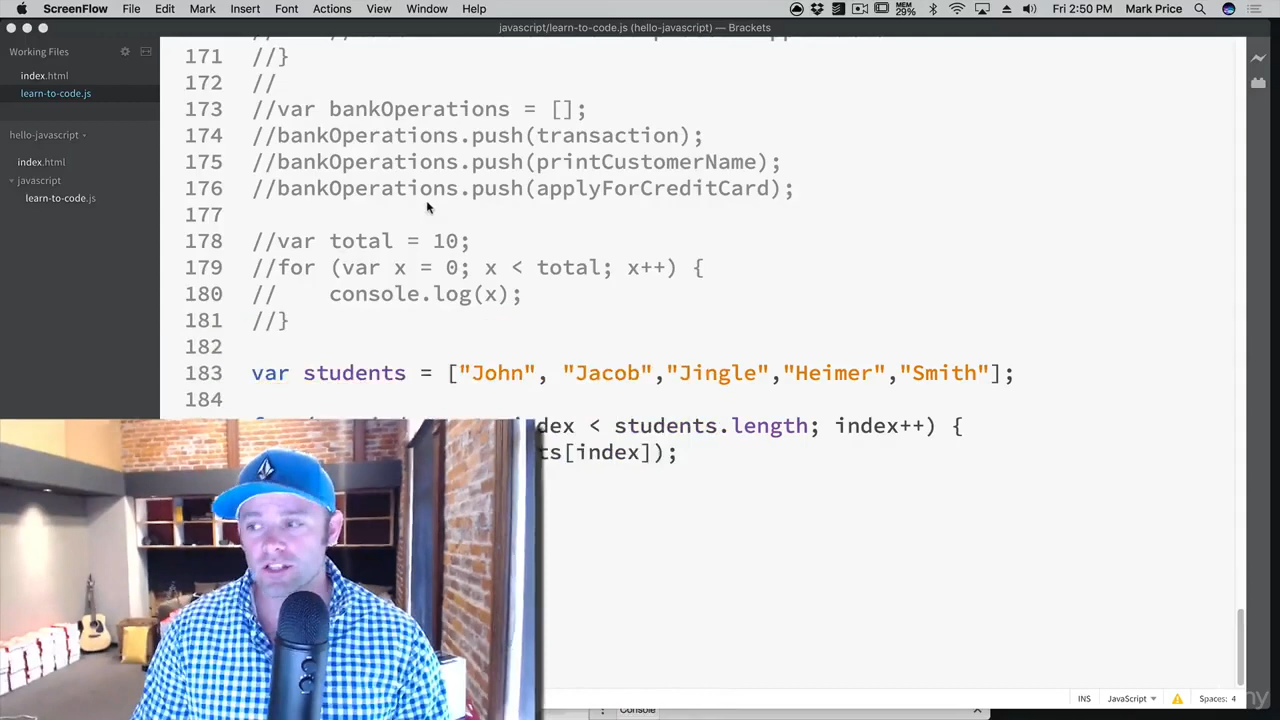 ScreenFlow File Edit Mark Insert Font Actions View Window Help MEM 29% Fri 2:50 PM Mark Price
javascript/learn-to-code.js (hello-javascript) — Brackets
Working Files
index.html
learn-to-code.js
hello-javascript
index.html
javascript
learn-to-code.js
171 //}
172 //
173 //var bankOperations = [];
174 //bankOperations.push(transaction);
175 //bankOperations.push(printCustomerName);
176 //bankOperations.push(applyForCreditCard);
177
178 //var total = 10;
179 //for (var x = 0; x < total; x++) {
180 // console.log(x);
181 //}
182
183 var students = ["John", "Jacob","Jingle","Heimer","Smith"];
184
dex < students.length; index++) {
ts[index]);
INS JavaScript Spaces: 4
Console